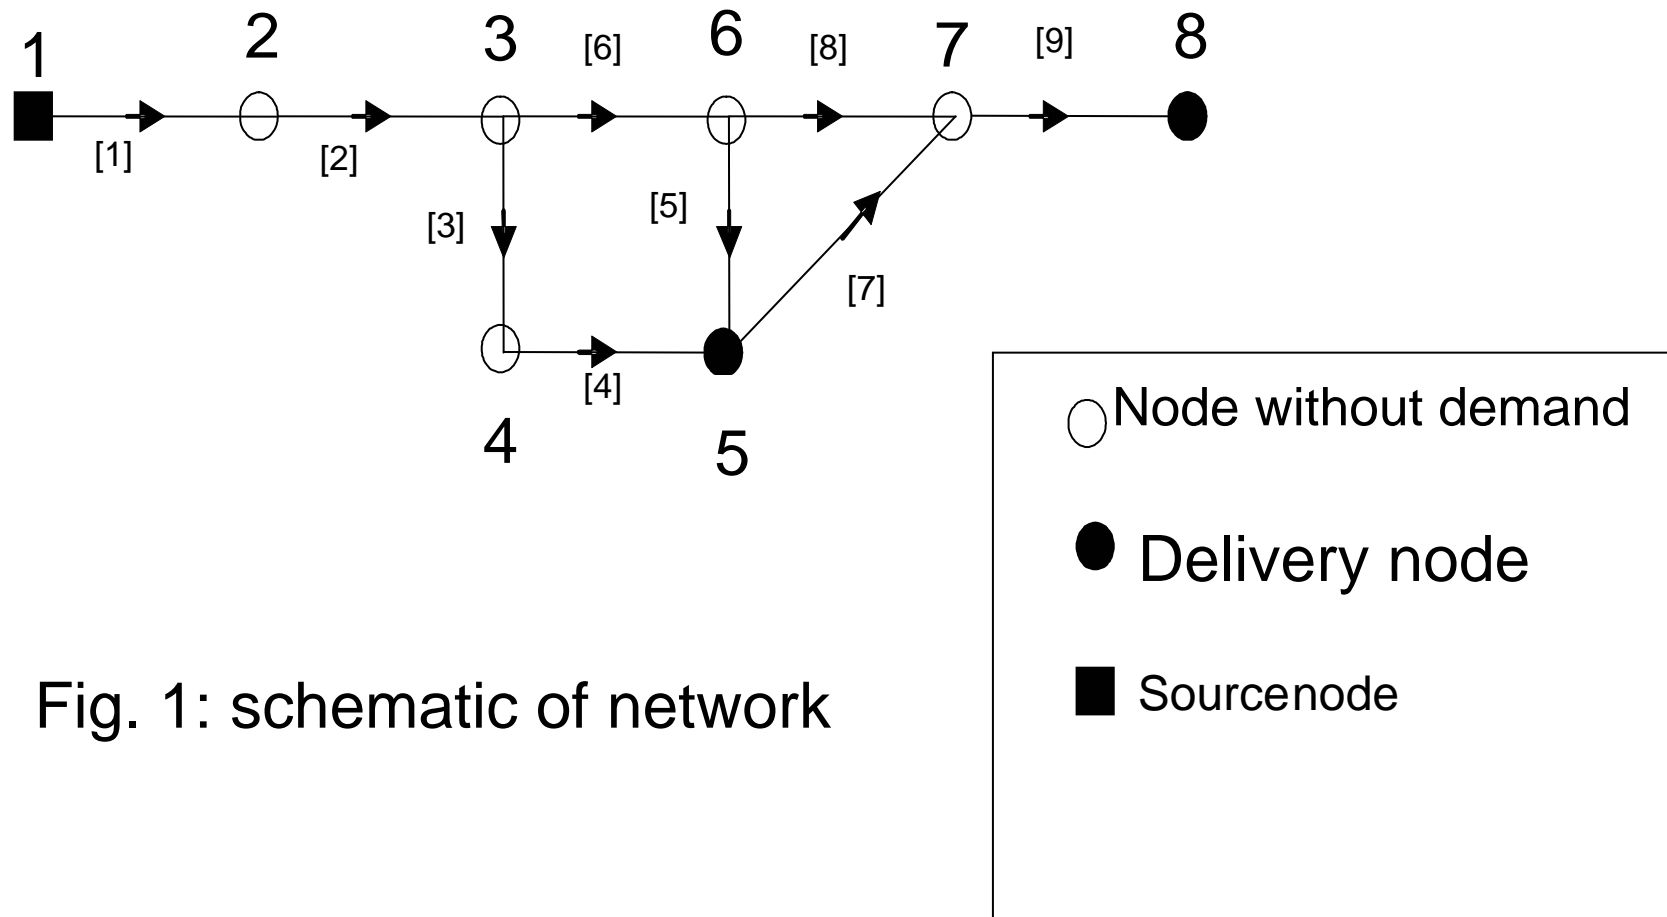 1 2 3 [6] 6 [8] 7 [9] 8
[1] [2] [3] [5] [7]
[4]
4 5
Node without demand
Delivery node
Sourcenode
Fig. 1: schematic of network